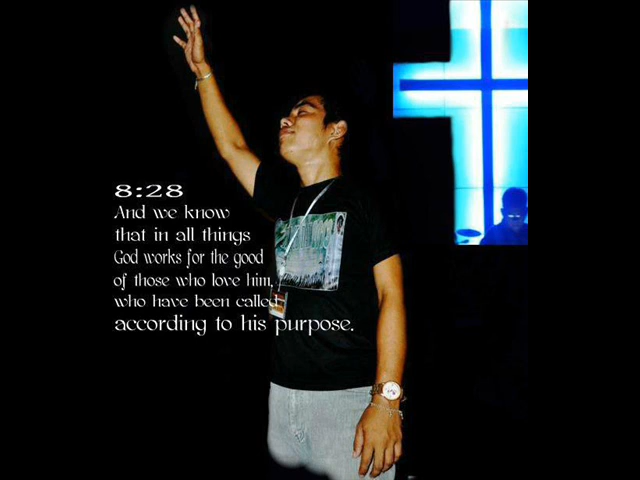 8:28
And we know
that in all things
God works for the good
of those who love him,
who have been called
according to his purpose.